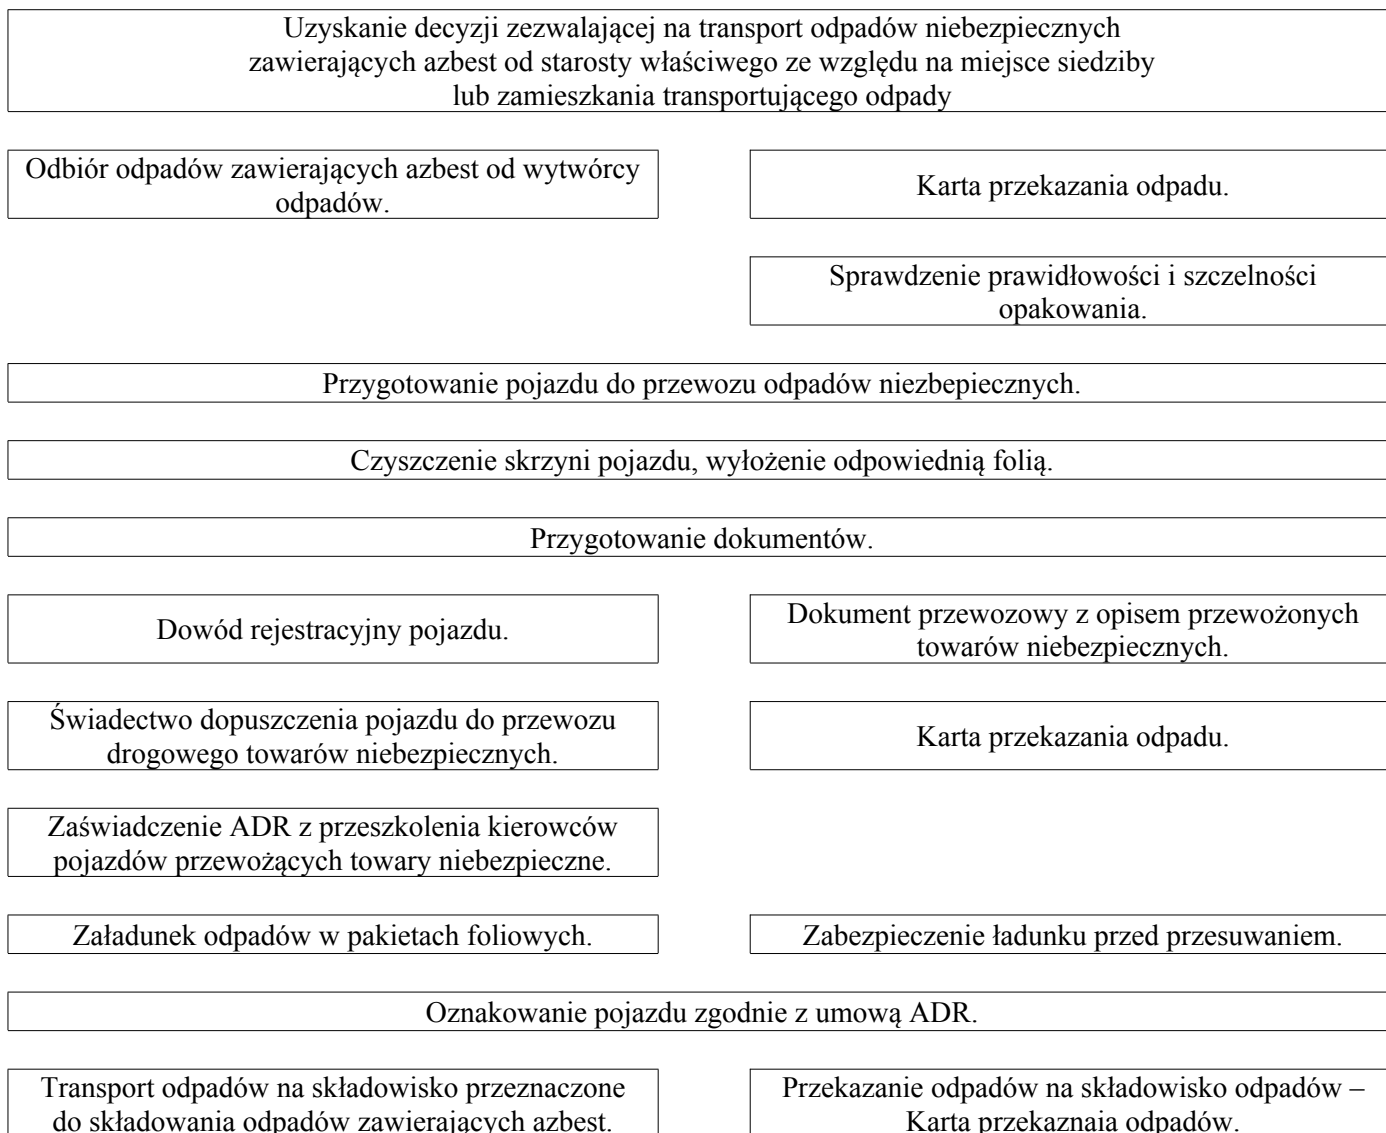 Uzyskanie decyzji zezwalającej na transport odpadów niebezpiecznych
zawierających azbest od starosty właściwego ze względu na miejsce siedziby
lub zamieszkania transportującego odpady
Odbiór odpadów zawierających azbest od wytwórcy
odpadów.
Karta przekazania odpadu.
Sprawdzenie prawidłowości i szczelności
opakowania.
Przygotowanie pojazdu do przewozu odpadów niezbepiecznych.
Czyszczenie skrzyni pojazdu, wyłożenie odpowiednią folią.
Przygotowanie dokumentów.
Dowód rejestracyjny pojazdu.
Dokument przewozowy z opisem przewożonych
towarów niebezpiecznych.
Świadectwo dopuszczenia pojazdu do przewozu
drogowego towarów niebezpiecznych.
Karta przekazania odpadu.
Zaświadczenie ADR z przeszkolenia kierowców
pojazdów przewożących towary niebezpieczne.
Załadunek odpadów w pakietach foliowych.
Zabezpieczenie ładunku przed przesuwaniem.
Oznakowanie pojazdu zgodnie z umową ADR.
Transport odpadów na składowisko przeznaczone
do składowania odpadów zawierających azbest.
Przekazanie odpadów na składowisko odpadów –
Karta przekaznaia odpadów.